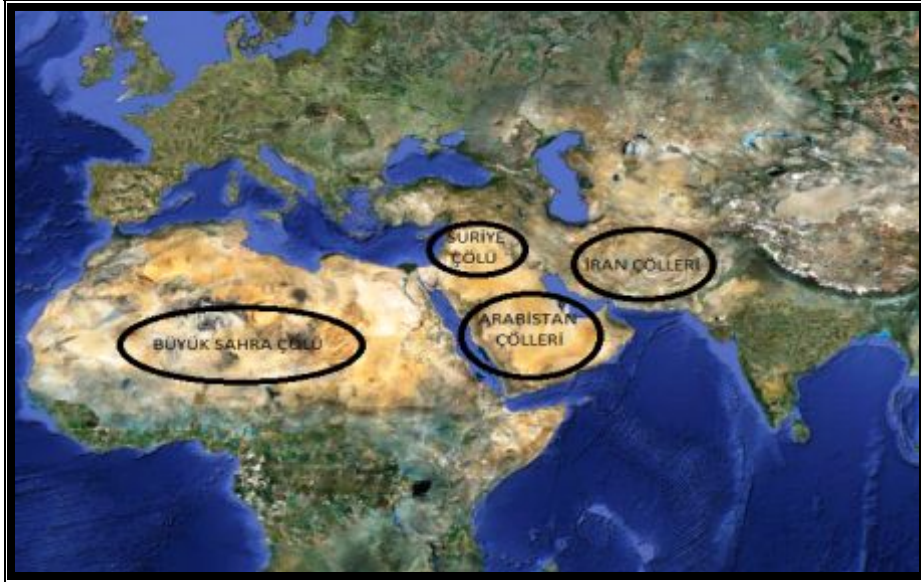 SURİYE
ÇÖLÜ
İRAN ÇÖLLERİ
ARABİSTAN
ÇÖLLERİ
BÜYÜK SAHRA ÇÖLÜ